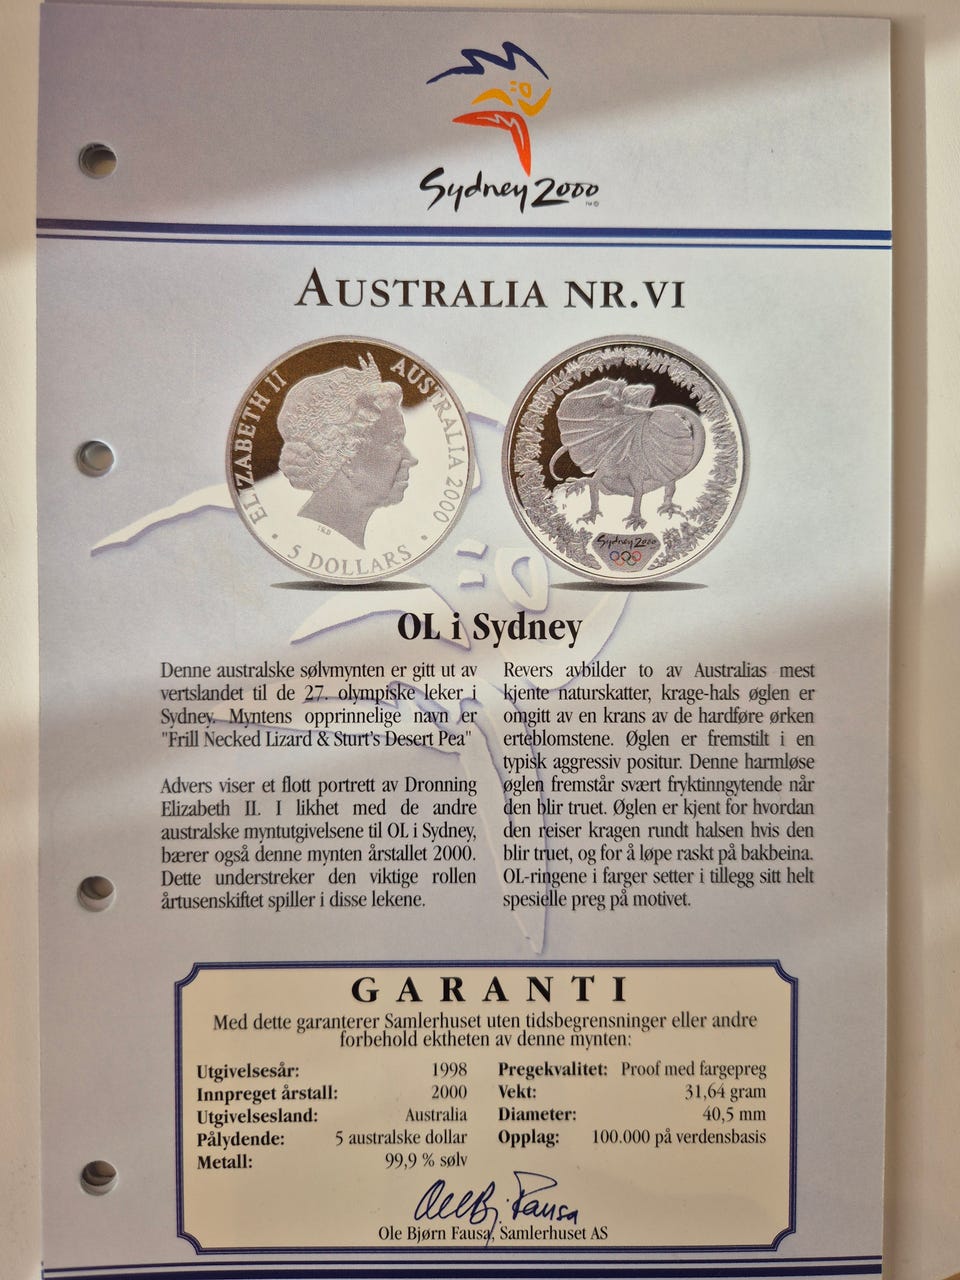 Sydney 2000
TM ©
AUSTRALIA NR.VI
ELIZABETH II
AUSTRALIA 2000
IRB
5 DOLLARS
Sydney 2000
OL i Sydney
Denne australske sølvmynten er gitt ut av
vertslandet til de 27. olympiske leker i
Sydney. Myntens opprinnelige navn er
"Frill Necked Lizard & Sturt's Desert Pea"
Advers viser et flott portrett av Dronning
Elizabeth II. I likhet med de andre
australske myntutgivelsene til OL i Sydney,
bærer også denne mynten årstallet 2000.
Dette understreker den viktige rollen
årtusenskiftet spiller i disse lekene.
Revers avbilder to av Australias mest
kjente naturskatter, krage-hals øglen er
omgitt av en krans av de hardføre ørken
erteblomstene. Øglen er fremstilt i en
typisk aggressiv positur. Denne harmløse
øglen fremstår svært fryktinngytende når
den blir truet. Øglen er kjent for hvordan
den reiser kragen rundt halsen hvis den
blir truet, og for å løpe raskt på bakbeina.
OL-ringene i farger setter i tillegg sitt helt
spesielle preg på motivet.
GARANTI
Med dette garanterer Samlerhuset uten tidsbegrensninger eller andre
forbehold ektheten av denne mynten:
Utgivelsesår: 1998
Innpreget årstall: 2000
Utgivelsesland: Australia
Pålydende: 5 australske dollar
Metall: 99,9 % sølv
Pregekvalitet: Proof med fargepreg
Vekt: 31,64 gram
Diameter: 40,5 mm
Opplag: 100.000 på verdensbasis
Ole Bj. Fausa
Ole Bjørn Fausa, Samlerhuset AS